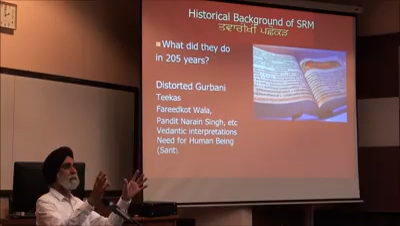 Historical Background of SRM
ਤਵਾਰੀਖੀ ਪਛੋਕੜ
What did they do
in 205 years?
Distorted Gurbani
Teekas
Fareedkot Wala,
Pandit Narain Singh, etc
Vedantic interpretations
Need for Human Being
(Sant).